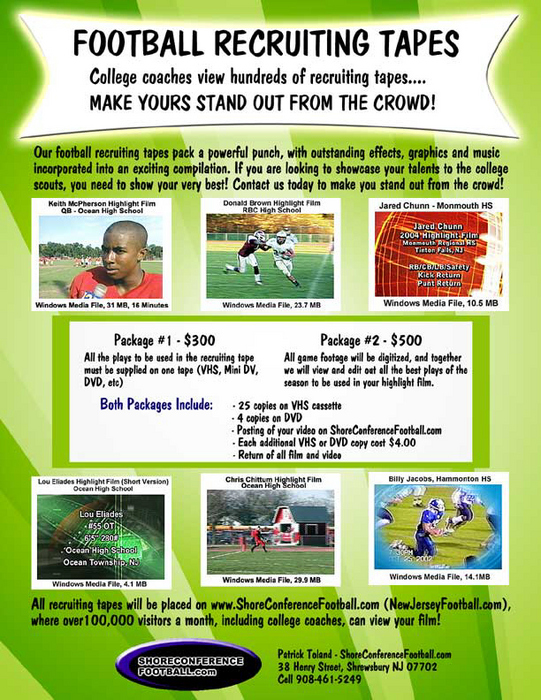 FOOTBALL RECRUITING TAPES
College coaches view hundreds of recruiting tapes....
MAKE YOURS STAND OUT FROM THE CROWD!
Our football recruiting tapes pack a powerful punch, with outstanding effects, graphics and music
incorporated into an exciting compilation. If you are looking to showcase your talents to the college
scouts, you need to show your very best! Contact us today to make you stand out from the crowd!
Keith McPherson Highlight Film
QB - Ocean High School
Windows Media File, 31 MB, 16 Minutes
Donald Brown Highlight Film
RBC High School
Windows Media File, 23.7 MB
Jared Chunn - Monmouth HS
Jared Chunn
2004 Highlight Film
Monmouth Regional HS
Tinton Falls, NJ
RB/CB/LB/Safety
Kick Return
Punt Return
Windows Media File, 10.5 MB
Package #1 - $300
All the plays to be used in the recruiting tape
must be supplied on one tape (VHS, Mini DV,
DVD, etc)
Package #2 - $500
All game footage will be digitized, and together
we will view and edit out all the best plays of the
season to be used in your highlight film.
Both Packages Include:
- 25 copies on VHS cassette
- 4 copies on DVD
- Posting of your video on ShoreConferenceFootball.com
- Each additional VHS or DVD copy cost $4.00
- Return of all film and video
Lou Eliades Highlight Film (Short Version)
Ocean High School
Lou Eliades
#55 OT
6'5" 280#
Ocean High School
Ocean Township, NJ
Windows Media File, 4.1 MB
Chris Chittum Highlight Film
Ocean High School
Windows Media File, 29.9 MB
Billy Jacobs, Hammonton HS
Windows Media File, 14.1MB
All recruiting tapes will be placed on www.ShoreConferenceFootball.com (NewJerseyFootball.com),
where over100,000 visitors a month, including college coaches, can view your film!
SHORECONFERENCE
FOOTBALL.com
Patrick Toland - ShoreConferenceFootball.com
38 Henry Street, Shrewsbury NJ 07702
Cell 908-461-5249